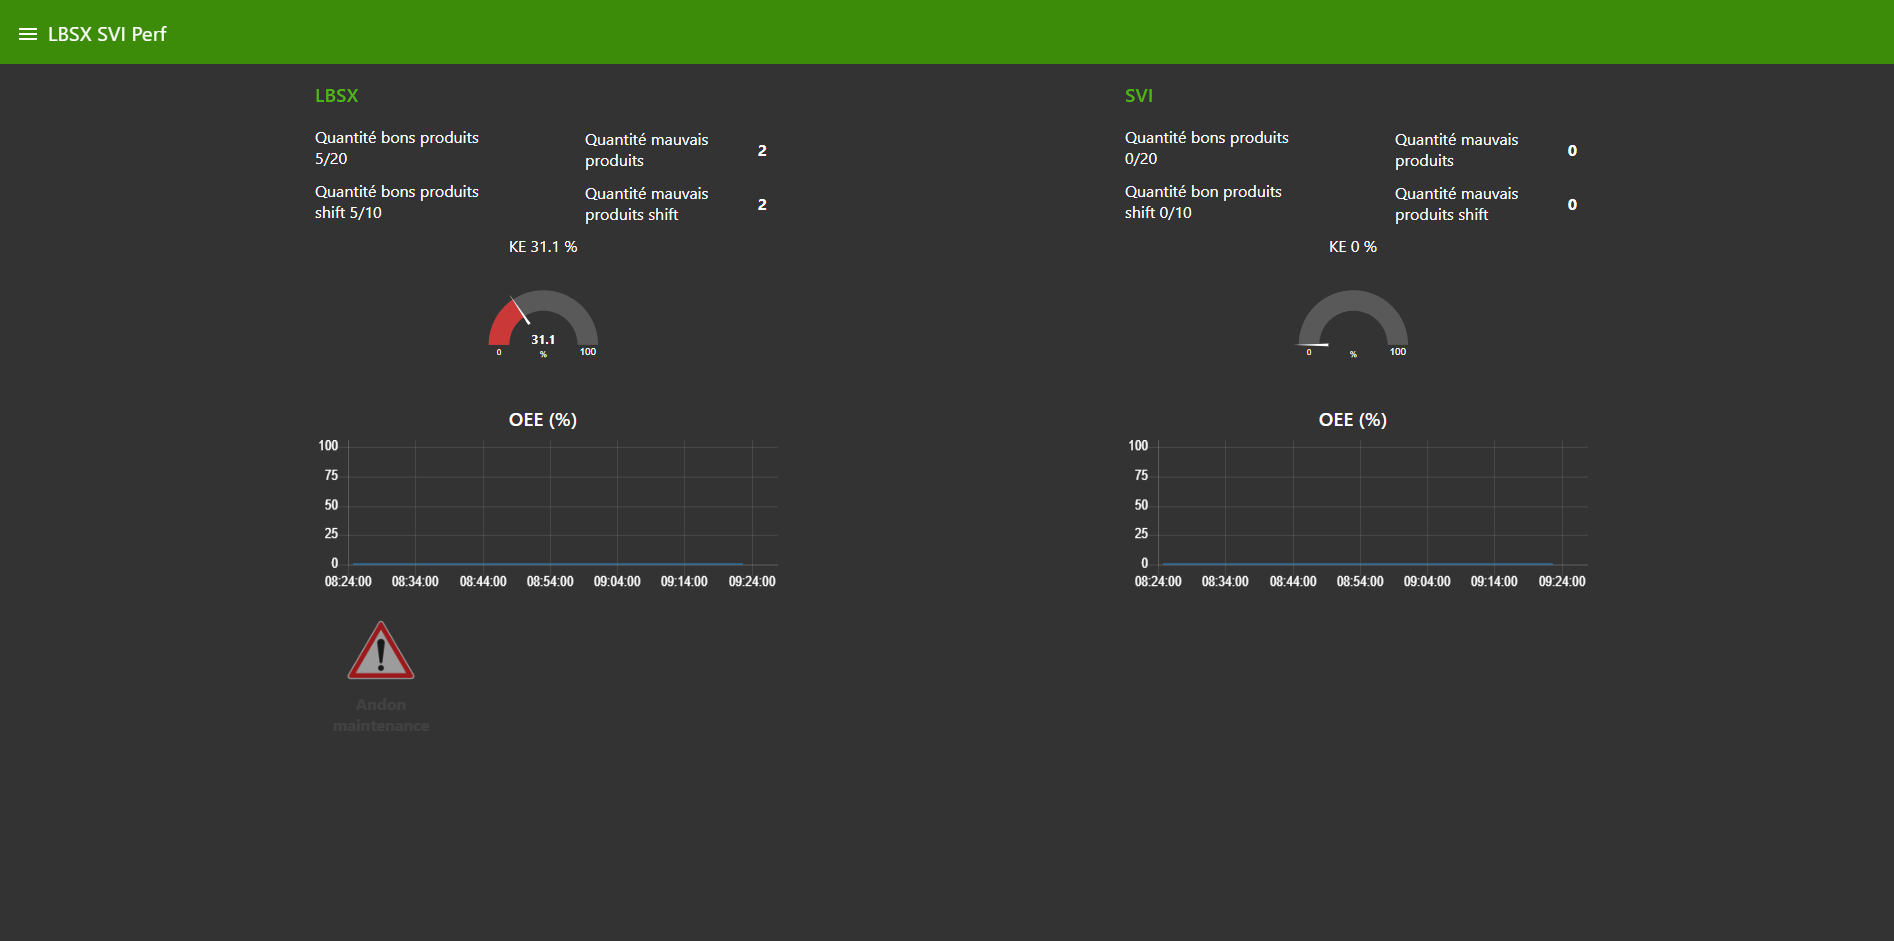 LBSX SVI Perf
LBSX
Quantité bons produits
5/20
Quantité mauvais
produits
2
Quantité bons produits
shift 5/10
Quantité mauvais
produits shift
2
KE 31.1 %
31.1
%
0
100
OEE (%)
100
75
50
25
0
08:24:00 08:34:00 08:44:00 08:54:00 09:04:00 09:14:00 09:24:00
Andon
maintenance
SVI
Quantité bons produits
0/20
Quantité mauvais
produits
0
Quantité bon produits
shift 0/10
Quantité mauvais
produits shift
0
KE 0 %
0
%
100
OEE (%)
100
75
50
25
0
08:24:00 08:34:00 08:44:00 08:54:00 09:04:00 09:14:00 09:24:00